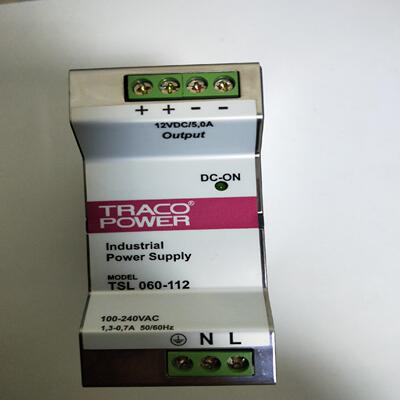 + + - -
12VDC/5,0A
Output
DC-ON
TRACO®
POWER
Industrial
Power Supply
MODEL
TSL 060-112
100-240VAC
1,3-0,7A 50/60Hz
N L